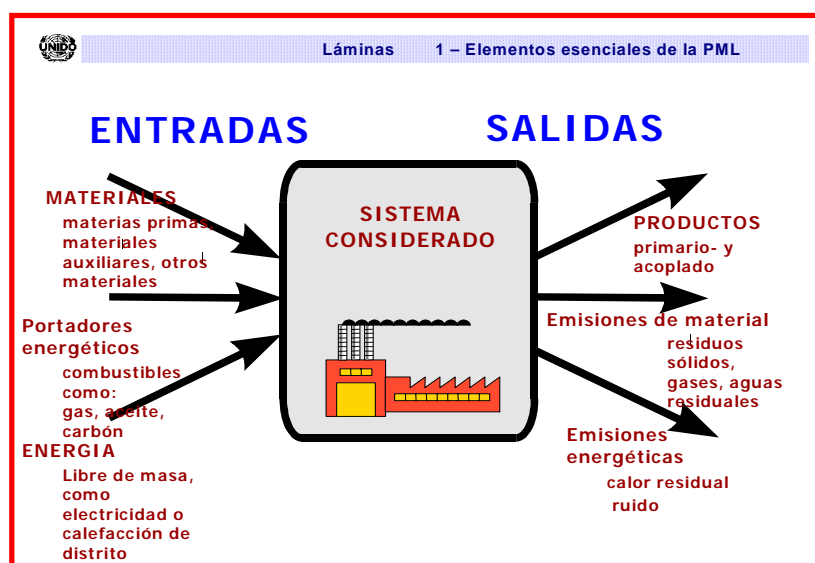 UNIDO
Láminas 1 – Elementos esenciales de la PML
ENTRADAS
SALIDAS
MATERIALES
materias primas,
materiales
auxiliares, otros
materiales
Portadores
energéticos
combustibles
como:
gas, aceite,
carbón
ENERGIA
Libre de masa,
como
electricidad o
calefacción de
distrito
SISTEMA
CONSIDERADO
PRODUCTOS
primario- y
acoplado
Emisiones de material
residuos
sólidos,
gases, aguas
residuales
Emisiones
energéticas
calor residual
ruido